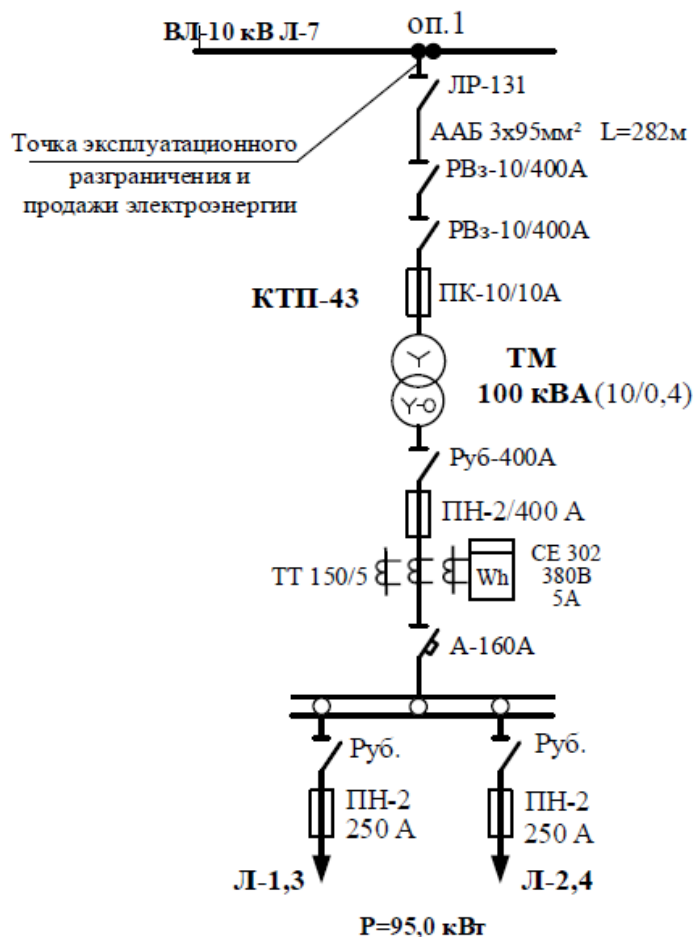 ВЛ-10 кВ Л-7
оп.1
ЛР-131
ААБ 3х95мм² L=282м
Точка эксплуатационного
разграничения и
продажи электроэнергии
РВз-10/400А
РВз-10/400А
КТП-43
ПК-10/10А
ТМ
100 кВА (10/0,4)
Руб-400А
ПН-2/400 А
ТТ 150/5
Wh
СЕ 302
380В
5А
А-160А
Руб.
Руб.
ПН-2
250 А
ПН-2
250 А
Л-1,3
Л-2,4
Р=95,0 кВт